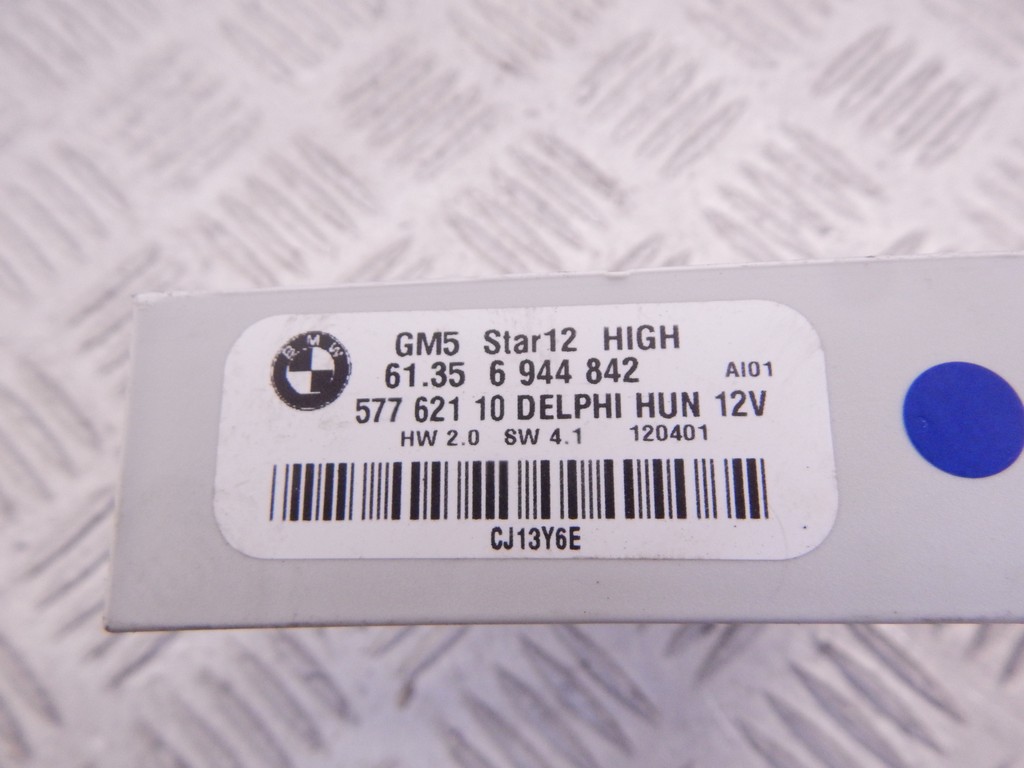 BMW
GM5 Star12 HIGH
61.35 6 944 842 AI01
577 621 10 DELPHI HUN 12V
HW 2.0 SW 4.1 120401
CJ13Y6E